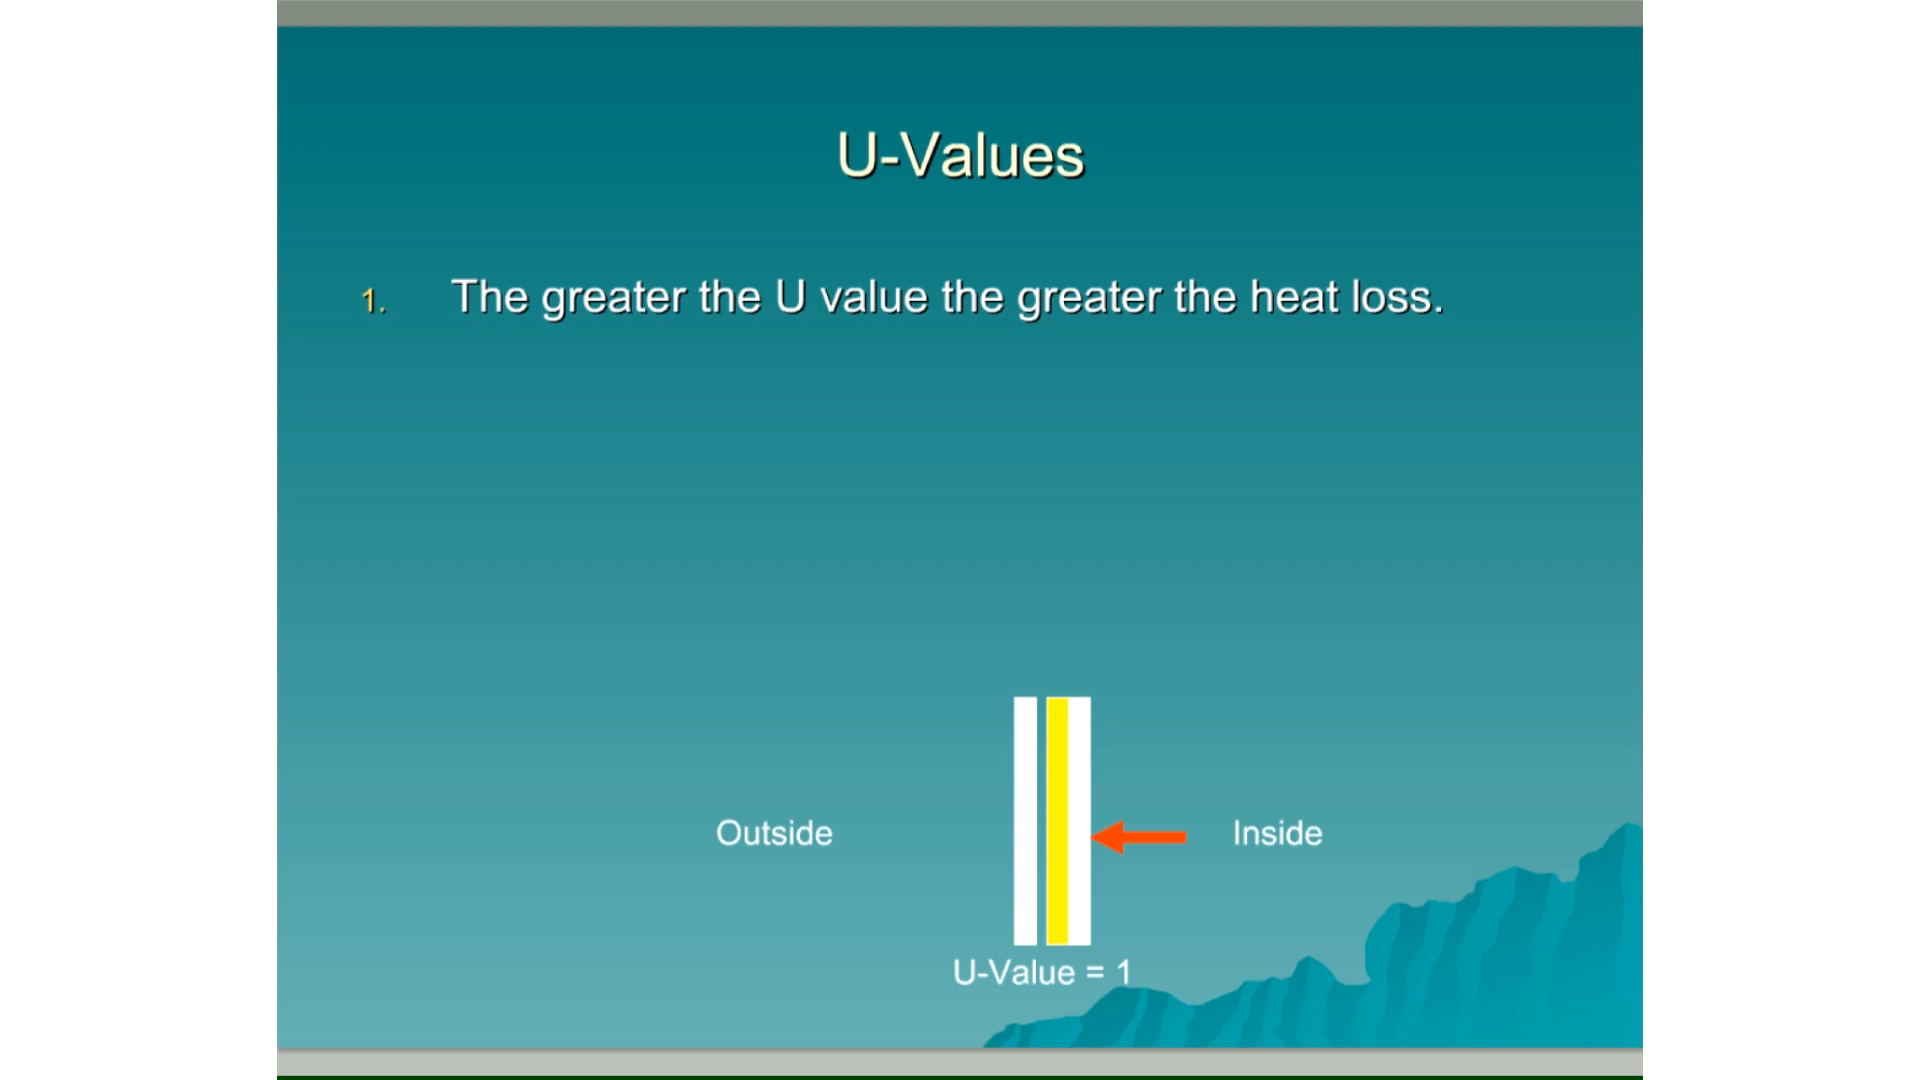 U-Values
1. The greater the U value the greater the heat loss.
Outside
Inside
U-Value = 1